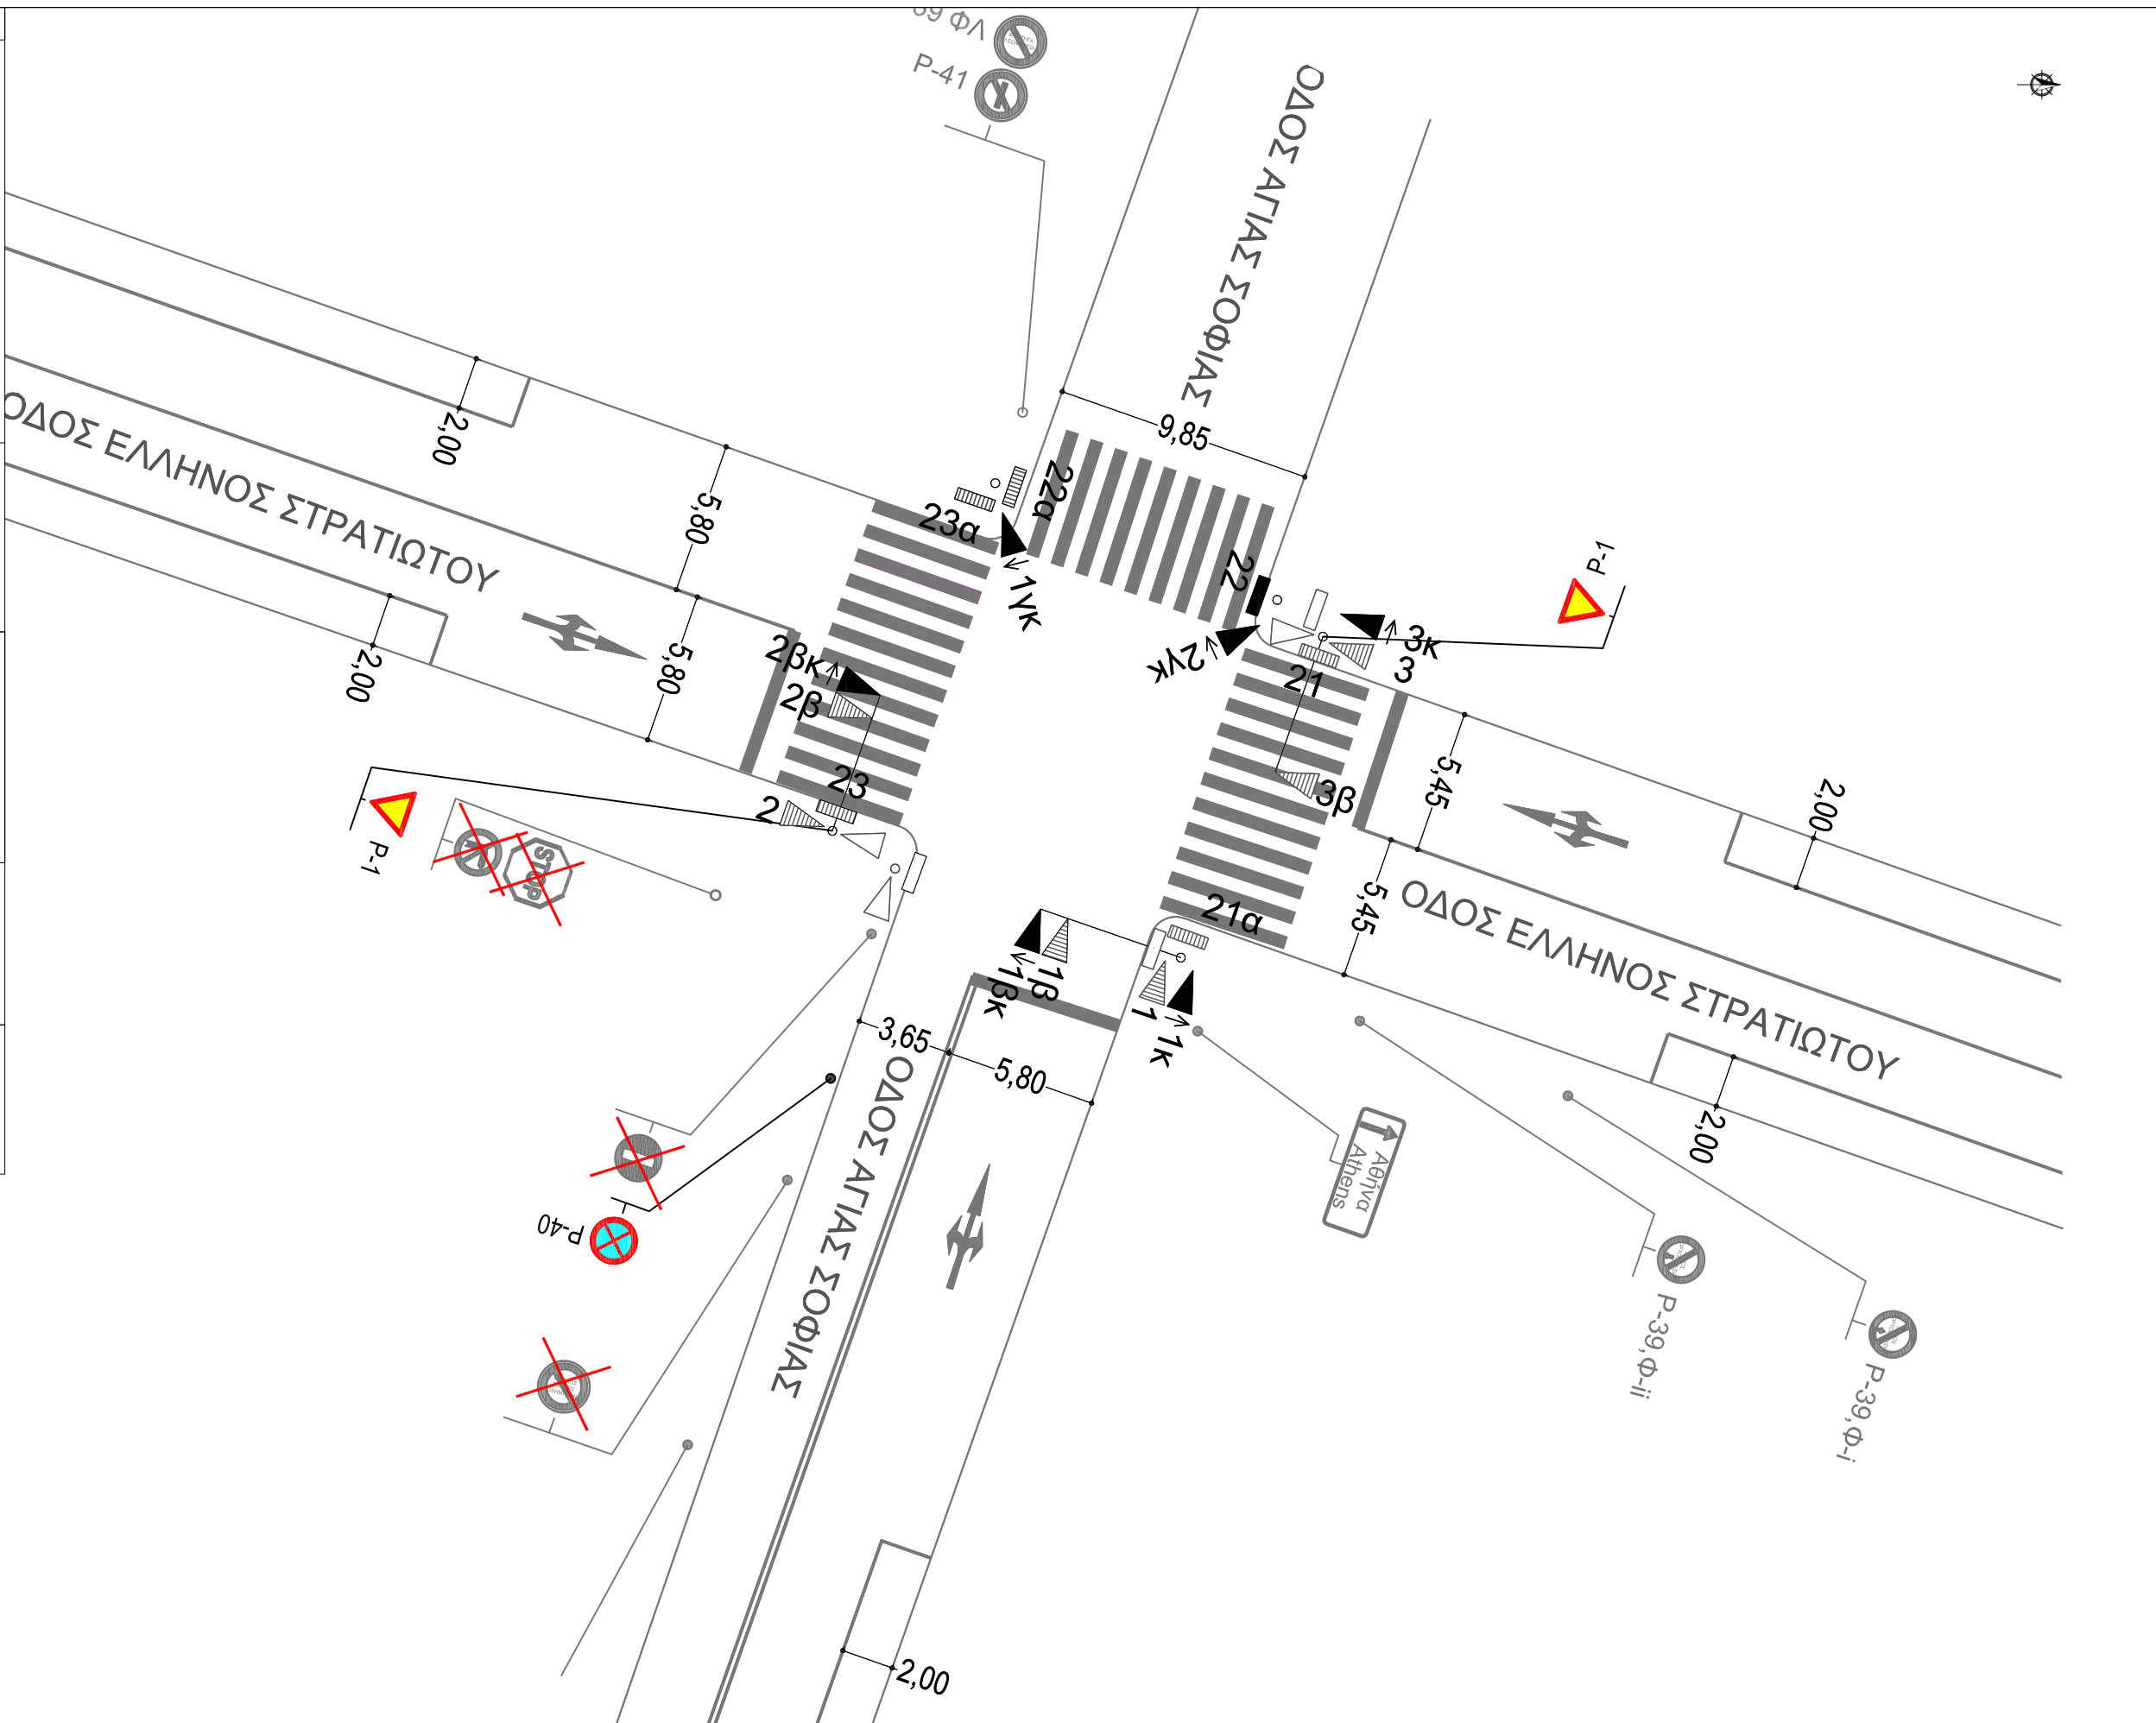 39 ΦΛ
P-41
ΟΔΟΣ ΑΓΙΑΣ ΣΟΦΙΑΣ
9,85
2,00
5,80
ΟΔΟΣ ΕΛΛΗΝΟΣ ΣΤΡΑΤΙΩΤΟΥ
22α
23α
1γκ
22
2γκ
P-1
3κ
3
21
2,00
5,80
2βκ
2β
23
2
3β
5,45
2,00
P-1
STOP
21α
5,45
ΟΔΟΣ ΕΛΛΗΝΟΣ ΣΤΡΑΤΙΩΤΟΥ
1β
1βκ
1
1κ
3,65
5,80
2,00
ΟΔΟΣ ΑΓΙΑΣ ΣΟΦΙΑΣ
Αθήνα
Athens
P-40
P-39,Φ-ii
P-39,Φ-i
2,00